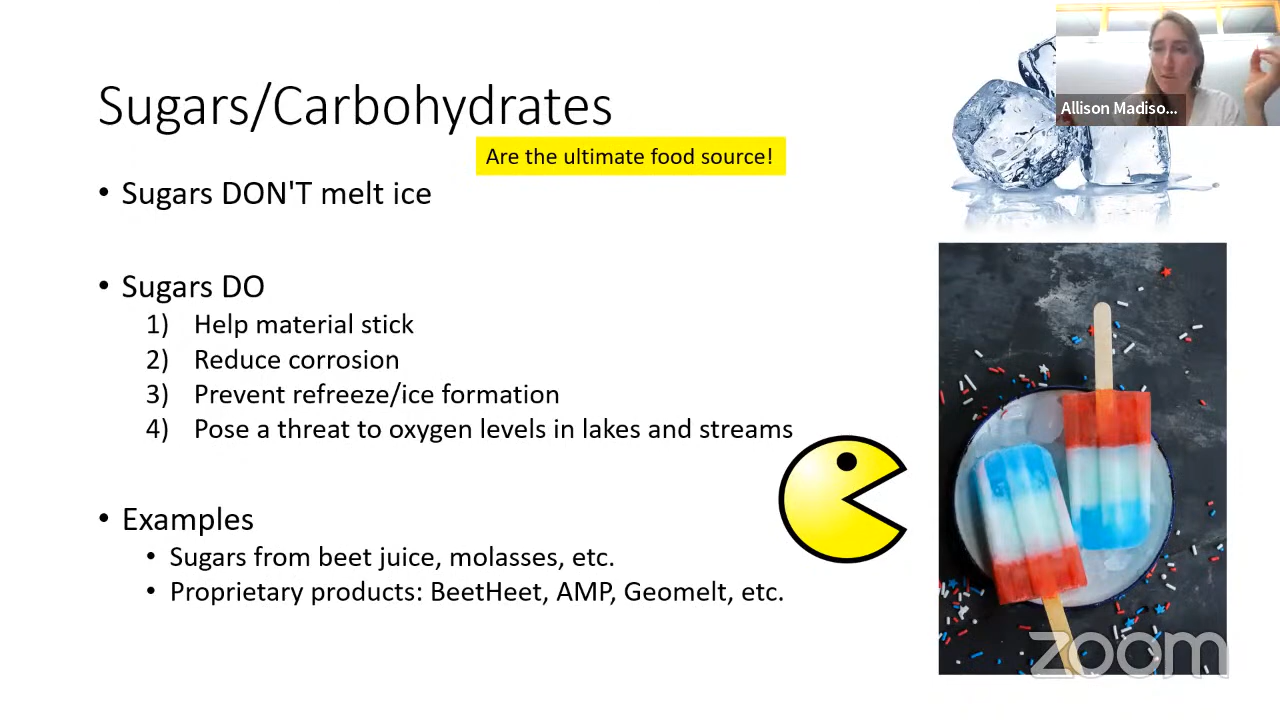 Allison Madiso...
Sugars/Carbohydrates
Are the ultimate food source!
• Sugars DON'T melt ice
• Sugars DO
1) Help material stick
2) Reduce corrosion
3) Prevent refreeze/ice formation
4) Pose a threat to oxygen levels in lakes and streams
• Examples
• Sugars from beet juice, molasses, etc.
• Proprietary products: BeetHeet, AMP, Geomelt, etc.
zoom